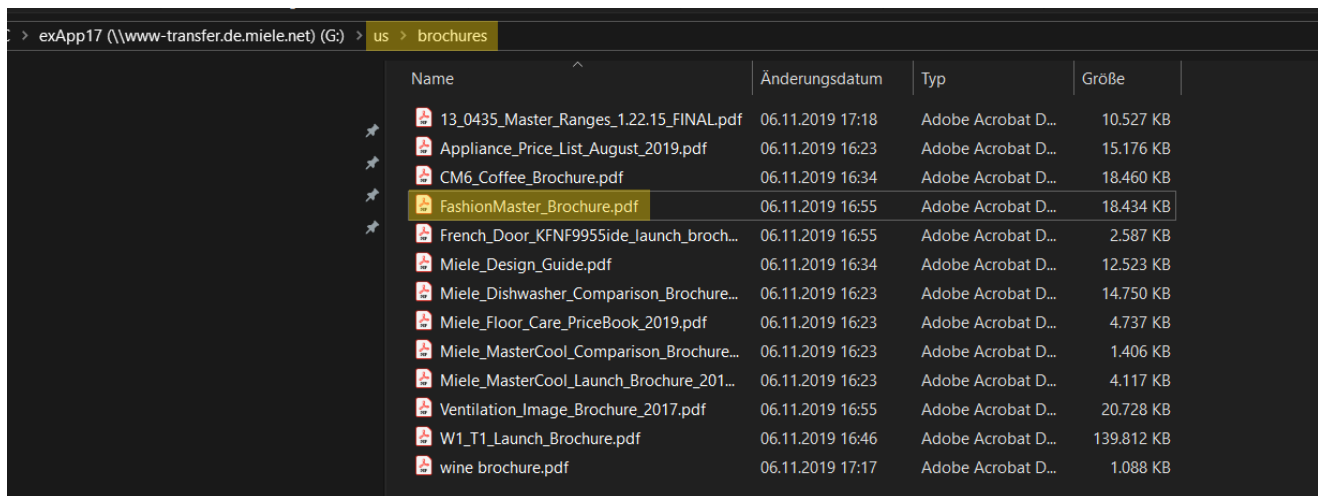 > exApp17 (\\www-transfer.de.miele.net) (G:) > us > brochures
Name Änderungsdatum Typ Größe
13_0435_Master_Ranges_1.22.15_FINAL.pdf 06.11.2019 17:18 Adobe Acrobat D... 10.527 KB
Appliance_Price_List_August_2019.pdf 06.11.2019 16:23 Adobe Acrobat D... 15.176 KB
CM6_Coffee_Brochure.pdf 06.11.2019 16:34 Adobe Acrobat D... 18.460 KB
FashionMaster_Brochure.pdf 06.11.2019 16:55 Adobe Acrobat D... 18.434 KB
French_Door_KFNF9955ide_launch_broch... 06.11.2019 16:55 Adobe Acrobat D... 2.587 KB
Miele_Design_Guide.pdf 06.11.2019 16:34 Adobe Acrobat D... 12.523 KB
Miele_Dishwasher_Comparison_Brochure... 06.11.2019 16:23 Adobe Acrobat D... 14.750 KB
Miele_Floor_Care_PriceBook_2019.pdf 06.11.2019 16:23 Adobe Acrobat D... 4.737 KB
Miele_MasterCool_Comparison_Brochure... 06.11.2019 16:23 Adobe Acrobat D... 1.406 KB
Miele_MasterCool_Launch_Brochure_201... 06.11.2019 16:23 Adobe Acrobat D... 4.117 KB
Ventilation_Image_Brochure_2017.pdf 06.11.2019 16:55 Adobe Acrobat D... 20.728 KB
W1_T1_Launch_Brochure.pdf 06.11.2019 16:46 Adobe Acrobat D... 139.812 KB
wine brochure.pdf 06.11.2019 17:17 Adobe Acrobat D... 1.088 KB